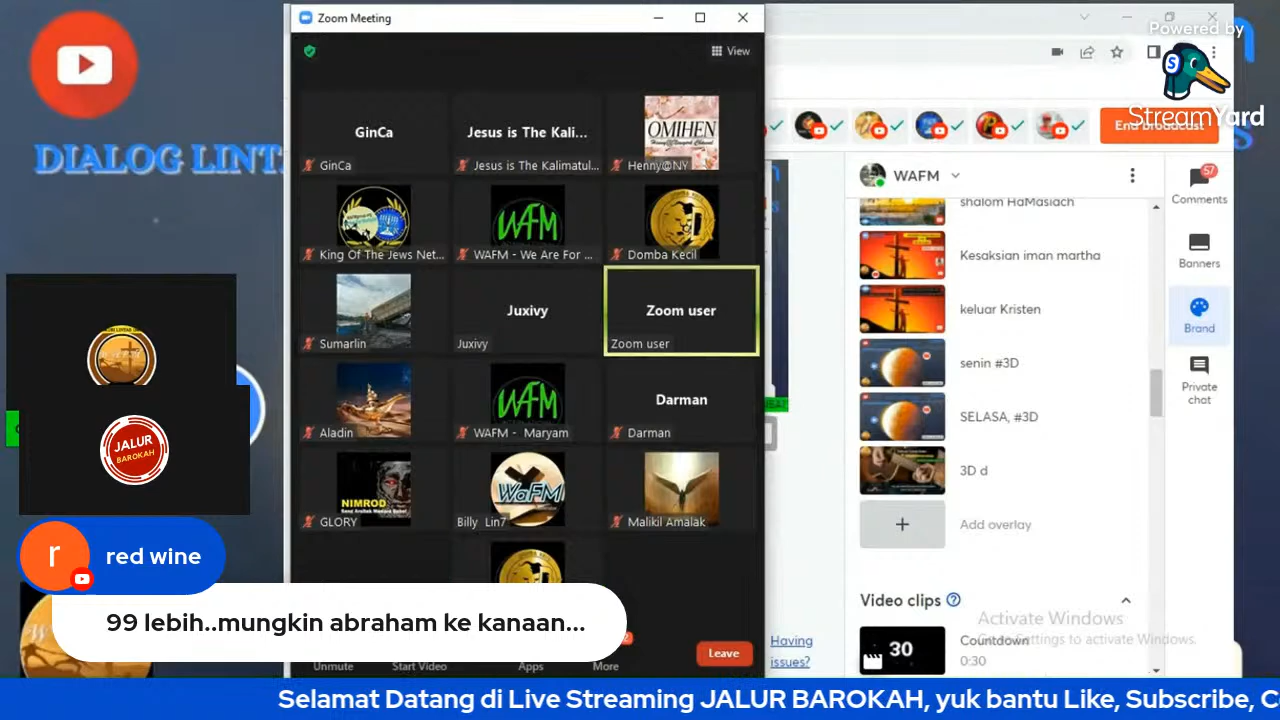 Zoom Meeting
View
Powered by
StreamYard
DIALOG LINT
GinCa
GinCa
Jesus is The Kali...
Jesus is The Kalimatul...
OMIHEN
Henny@NY
King Of The Jews Net...
WAFM
WAFM - We Are For ...
Domba Kecil
Sumarlin
Juxivy
Juxivy
Zoom user
Zoom user
Aladin
WAFM
WAFM - Maryam
Darman
Darman
NIMROD
GLORY
WaFM
Billy Lin7
Malikil Amalak
Unmute
Start Video
Apps
More
Leave
End broadcast
WAFM
shalom HaMasiach
Kesaksian iman martha
keluar Kristen
senin #3D
SELASA, #3D
3D d
Add overlay
Video clips
30
Countdown
0:30
57
Comments
Banners
Brand
Private
chat
Having
issues?
Activate Windows
Go to Settings to activate Windows.
JALUR
BAROKAH
r
red wine
99 lebih..mungkin abraham ke kanaan...
Selamat Datang di Live Streaming JALUR BAROKAH, yuk bantu Like, Subscribe, C